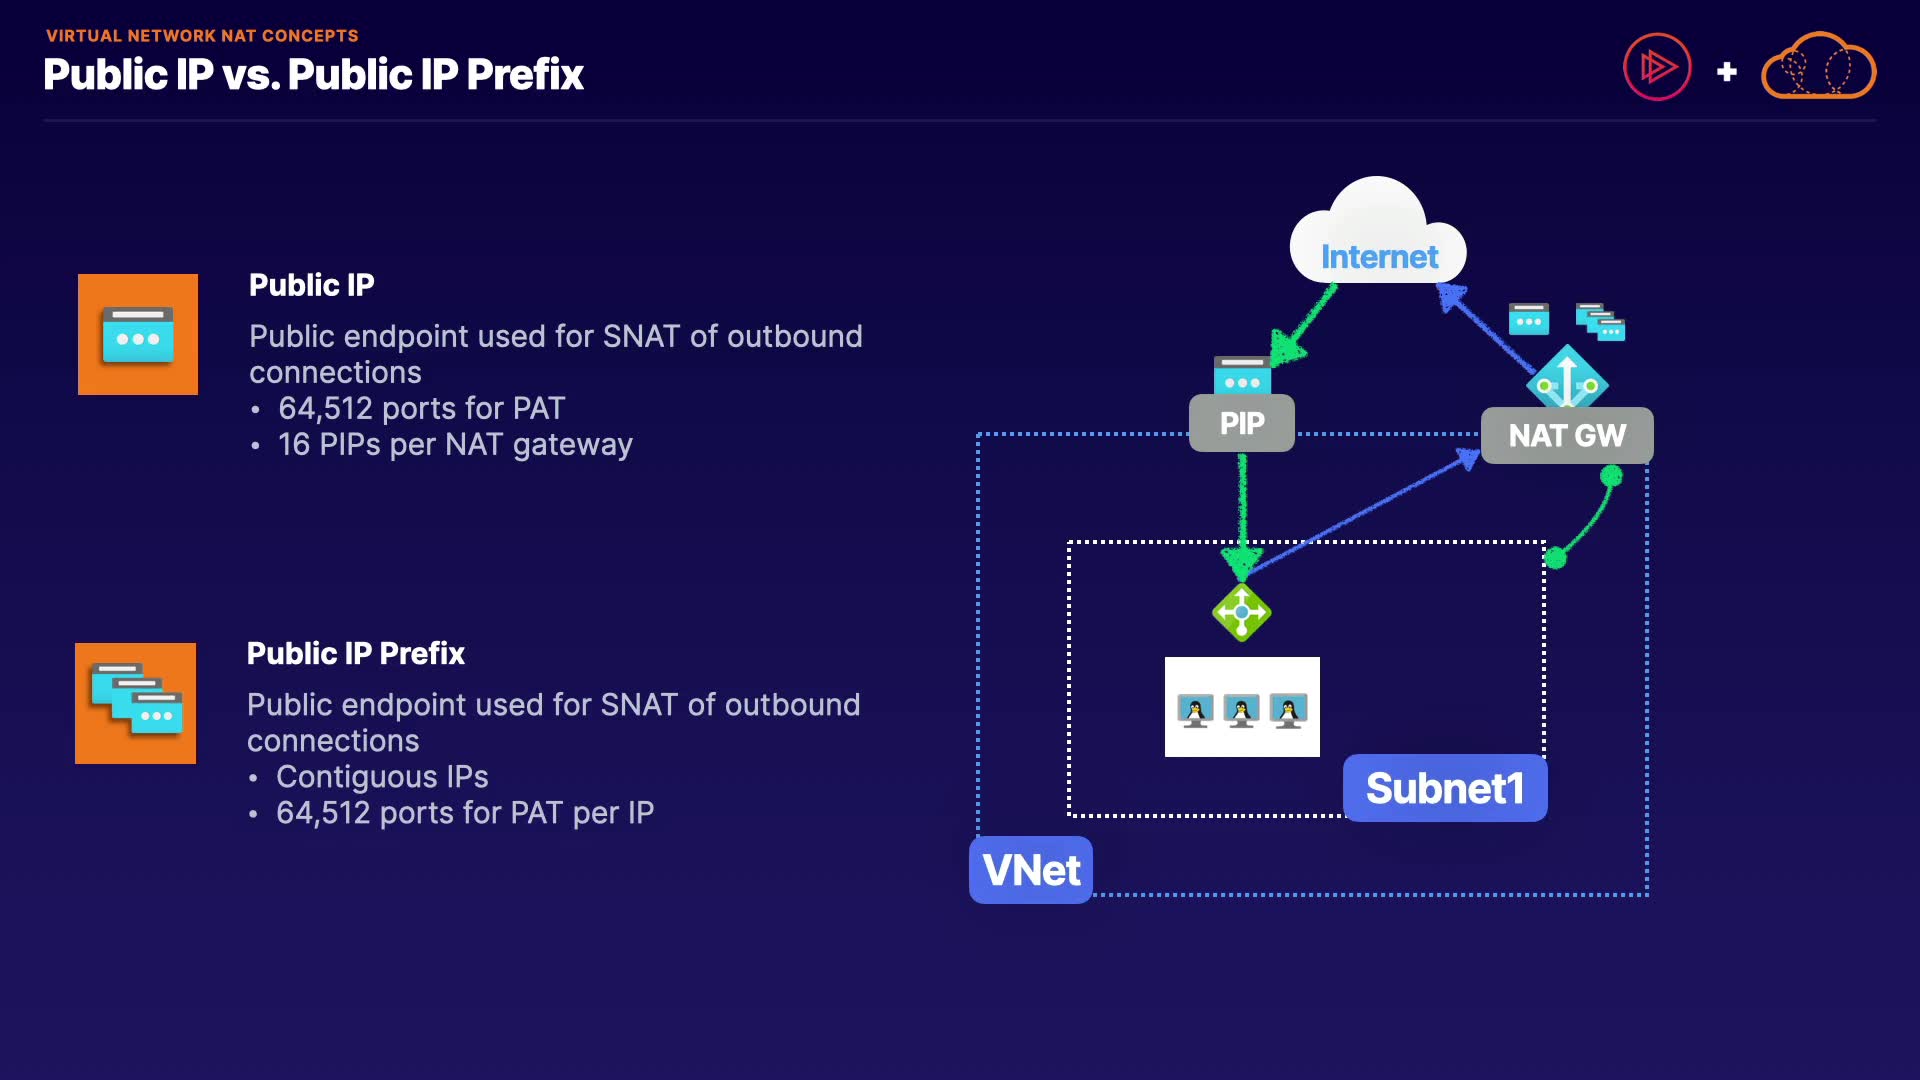 VIRTUAL NETWORK NAT CONCEPTS
Public IP vs. Public IP Prefix
Public IP
Public endpoint used for SNAT of outbound
connections
• 64,512 ports for PAT
• 16 PIPs per NAT gateway
Public IP Prefix
Public endpoint used for SNAT of outbound
connections
• Contiguous IPs
• 64,512 ports for PAT per IP
Internet
PIP
NAT GW
Subnet1
VNet